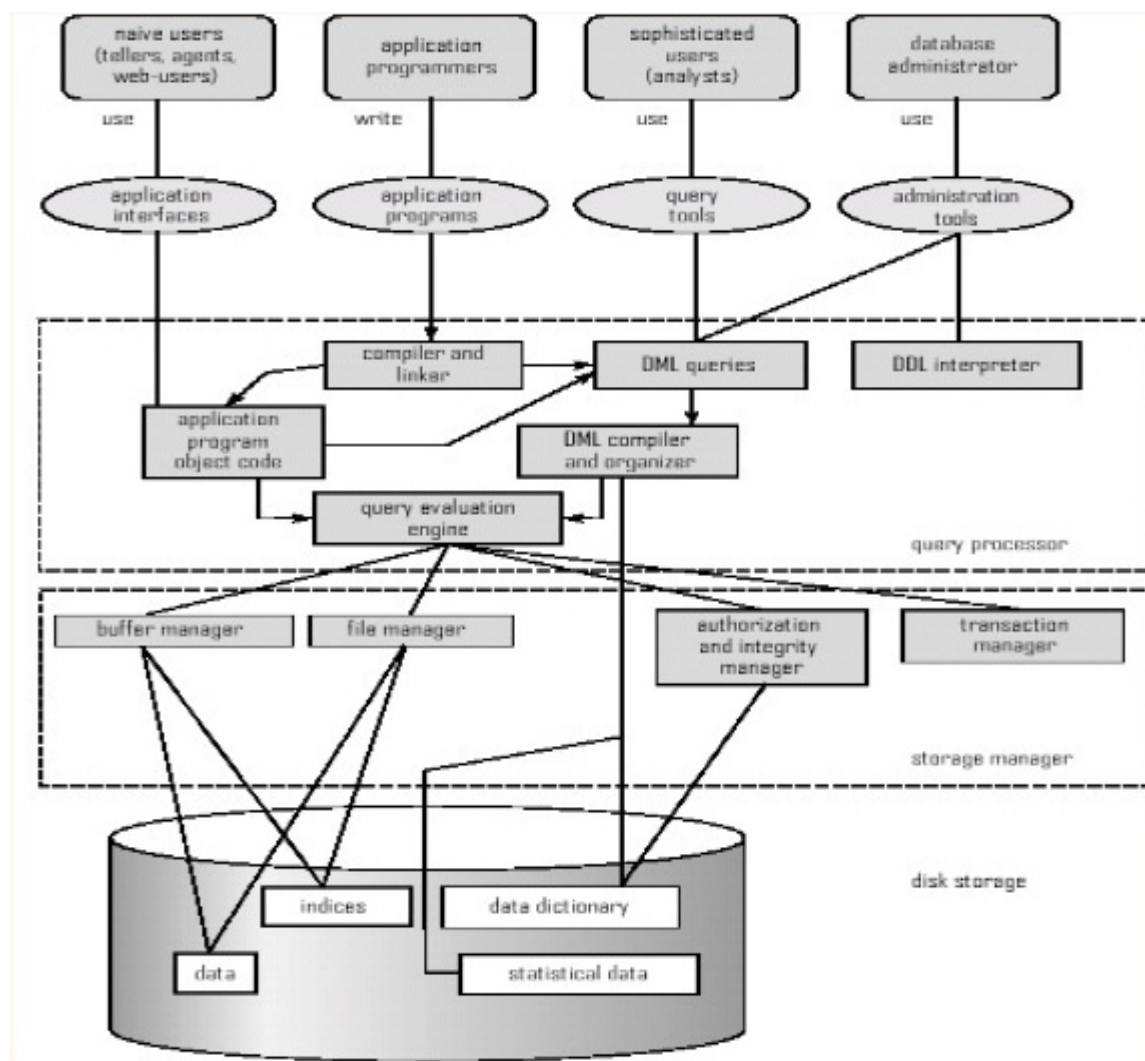 naive users
(tellers, agents,
web-users)
application
programmers
sophisticated
users
(analysts)
database
administrator
use
write
use
use
application
interfaces
application
programs
query
tools
administration
tools
compiler and
linker
DML queries
DDL interpreter
application
program
object code
DML compiler
and organizer
query evaluation
engine
query processor
buffer manager
file manager
authorization
and integrity
manager
transaction
manager
storage manager
disk storage
indices
data dictionary
data
statistical data